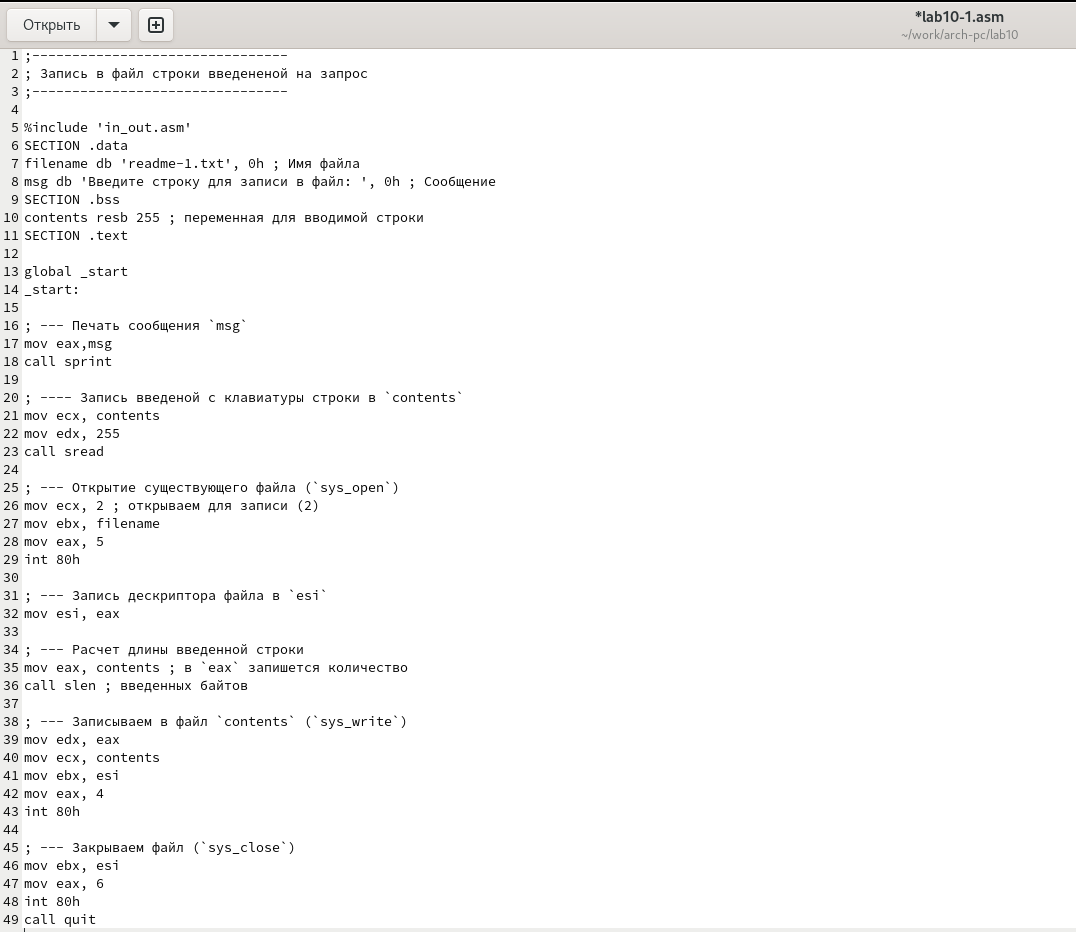 Открыть
*lab10-1.asm
~/work/arch-pc/lab10
1 ;--------------------------------
2 ; Запись в файл строки введененой на запрос
3 ;--------------------------------
4
5 %include 'in_out.asm'
6 SECTION .data
7 filename db 'readme-1.txt', 0h ; Имя файла
8 msg db 'Введите строку для записи в файл: ', 0h ; Сообщение
9 SECTION .bss
10 contents resb 255 ; переменная для вводимой строки
11 SECTION .text
12
13 global _start
14 _start:
15
16 ; --- Печать сообщения `msg`
17 mov eax,msg
18 call sprint
19
20 ; ---- Запись введеной с клавиатуры строки в `contents`
21 mov ecx, contents
22 mov edx, 255
23 call sread
24
25 ; --- Открытие существующего файла (`sys_open`)
26 mov ecx, 2 ; открываем для записи (2)
27 mov ebx, filename
28 mov eax, 5
29 int 80h
30
31 ; --- Запись дескриптора файла в `esi`
32 mov esi, eax
33
34 ; --- Расчет длины введенной строки
35 mov eax, contents ; в `eax` запишется количество
36 call slen ; введенных байтов
37
38 ; --- Записываем в файл `contents` (`sys_write`)
39 mov edx, eax
40 mov ecx, contents
41 mov ebx, esi
42 mov eax, 4
43 int 80h
44
45 ; --- Закрываем файл (`sys_close`)
46 mov ebx, esi
47 mov eax, 6
48 int 80h
49 call quit